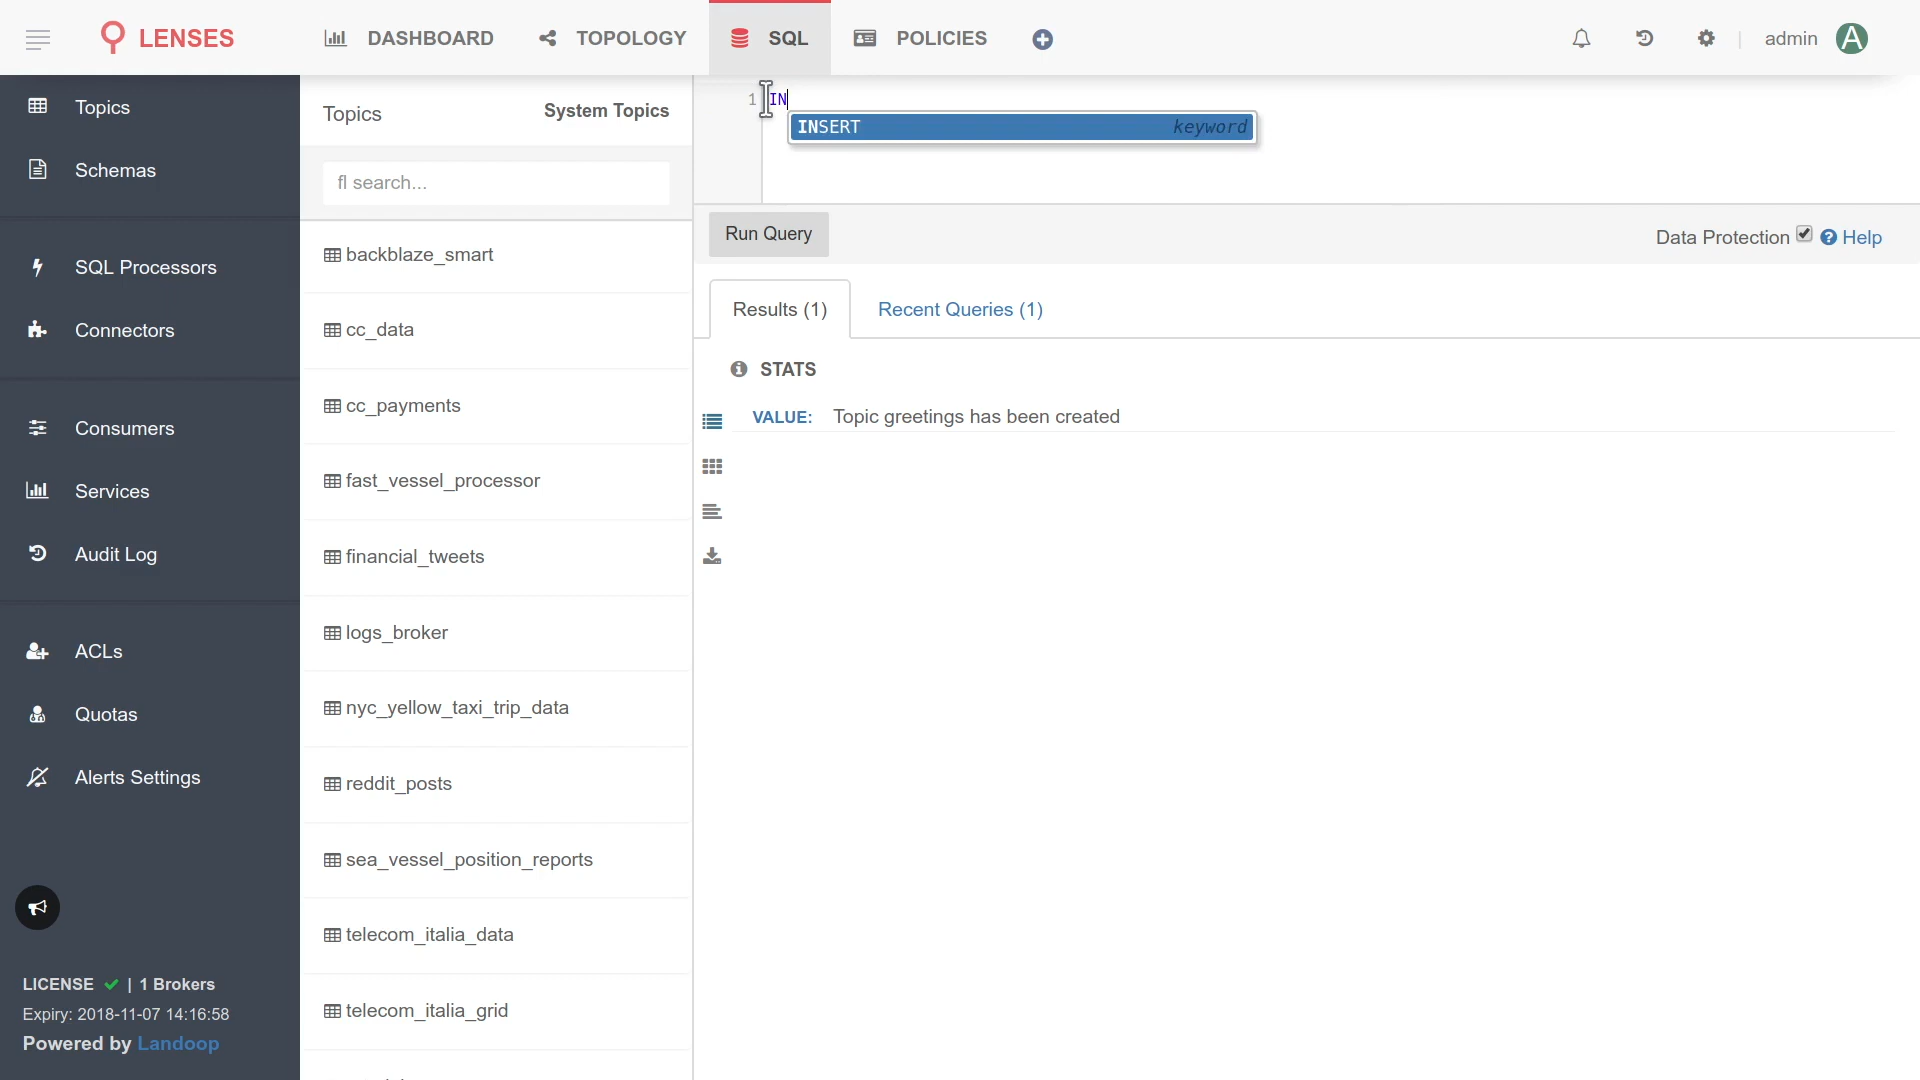 LENSES
DASHBOARD
TOPOLOGY
SQL
POLICIES
admin
A
Topics
Schemas
SQL Processors
Connectors
Consumers
Services
Audit Log
ACLs
Quotas
Alerts Settings
LICENSE | 1 Brokers
Expiry: 2018-11-07 14:16:58
Powered by Landoop
Topics
System Topics
fl search...
backblaze_smart
cc_data
cc_payments
fast_vessel_processor
financial_tweets
logs_broker
nyc_yellow_taxi_trip_data
reddit_posts
sea_vessel_position_reports
telecom_italia_data
telecom_italia_grid
1 IN
INSERT keyword
Run Query
Data Protection
Help
Results (1)
Recent Queries (1)
STATS
VALUE: Topic greetings has been created